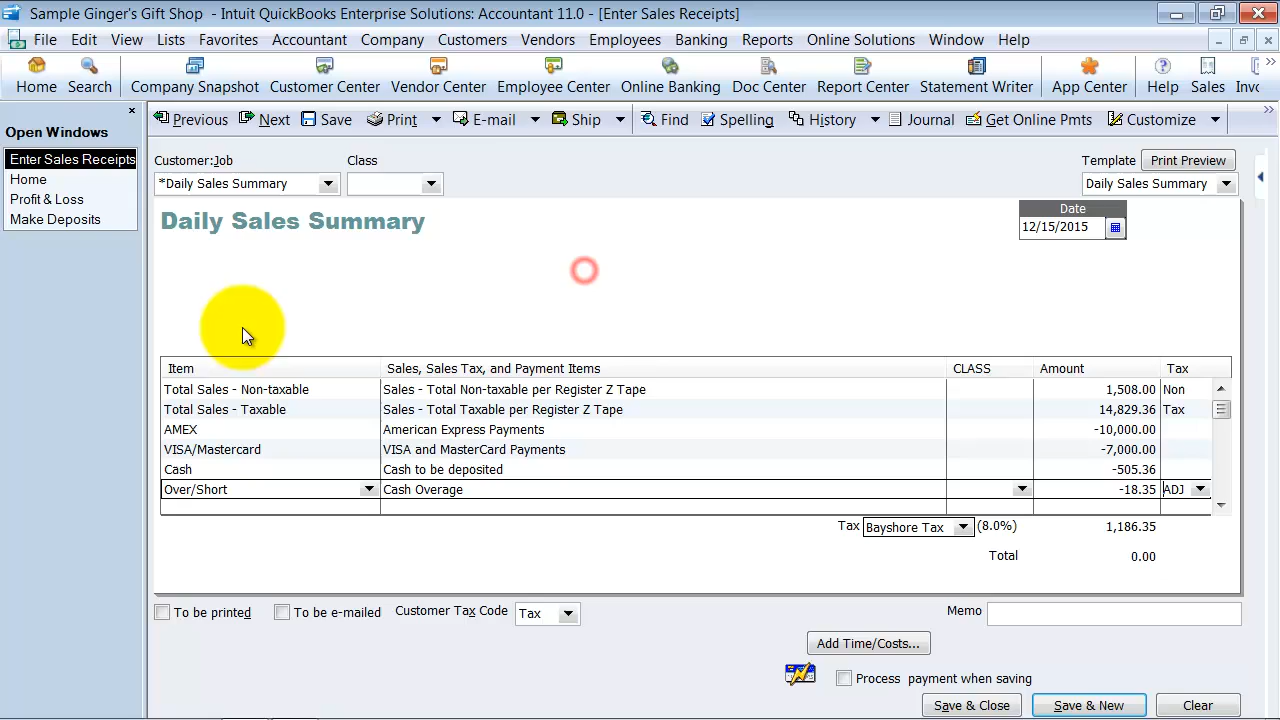 Sample Ginger's Gift Shop - Intuit QuickBooks Enterprise Solutions: Accountant 11.0 - [Enter Sales Receipts]
File Edit View Lists Favorites Accountant Company Customers Vendors Employees Banking Reports Online Solutions Window Help
Home Search Company Snapshot Customer Center Vendor Center Employee Center Online Banking Doc Center Report Center Statement Writer App Center Help Sales Invc
Previous Next Save Print E-mail Ship Find Spelling History Journal Get Online Pmts Customize
Open Windows
Enter Sales Receipts
Home
Profit & Loss
Make Deposits
Customer:Job Class Template Print Preview
*Daily Sales Summary Daily Sales Summary
Daily Sales Summary
Date
12/15/2015
Item Sales, Sales Tax, and Payment Items CLASS Amount Tax
Total Sales - Non-taxable Sales - Total Non-taxable per Register Z Tape 1,508.00 Non
Total Sales - Taxable Sales - Total Taxable per Register Z Tape 14,829.36 Tax
AMEX American Express Payments -10,000.00
VISA/Mastercard VISA and MasterCard Payments -7,000.00
Cash Cash to be deposited -505.36
Over/Short Cash Overage -18.35 ADJ
Tax Bayshore Tax (8.0%) 1,186.35
Total 0.00
To be printed To be e-mailed Customer Tax Code Tax Memo
Add Time/Costs...
Process payment when saving
Save & Close Save & New Clear